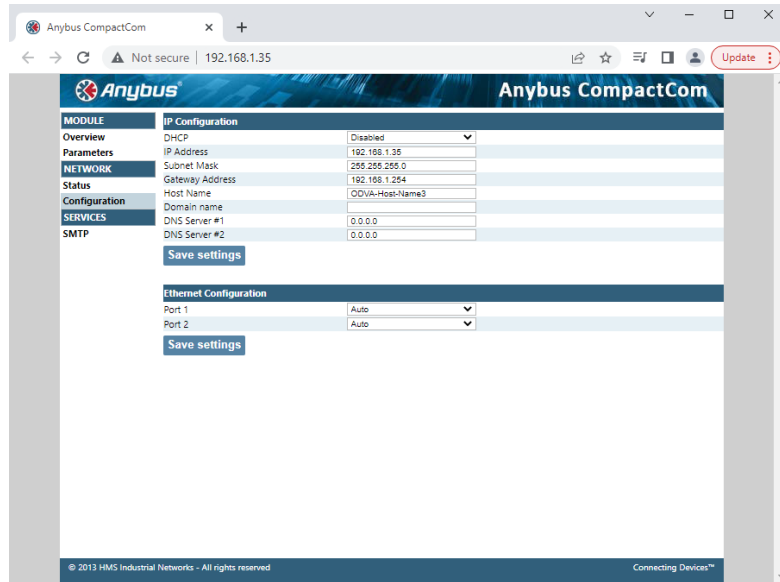 Anybus CompactCom
Not secure 192.168.1.35
Update
Anybus
Anybus CompactCom
MODULE
Overview
Parameters
NETWORK
Status
Configuration
SERVICES
SMTP
IP Configuration
DHCP Disabled
IP Address 192.168.1.35
Subnet Mask 255.255.255.0
Gateway Address 192.168.1.254
Host Name ODVA-Host-Name3
Domain name
DNS Server #1 0.0.0.0
DNS Server #2 0.0.0.0
Save settings
Ethernet Configuration
Port 1 Auto
Port 2 Auto
Save settings
© 2013 HMS Industrial Networks - All rights reserved
Connecting Devices™